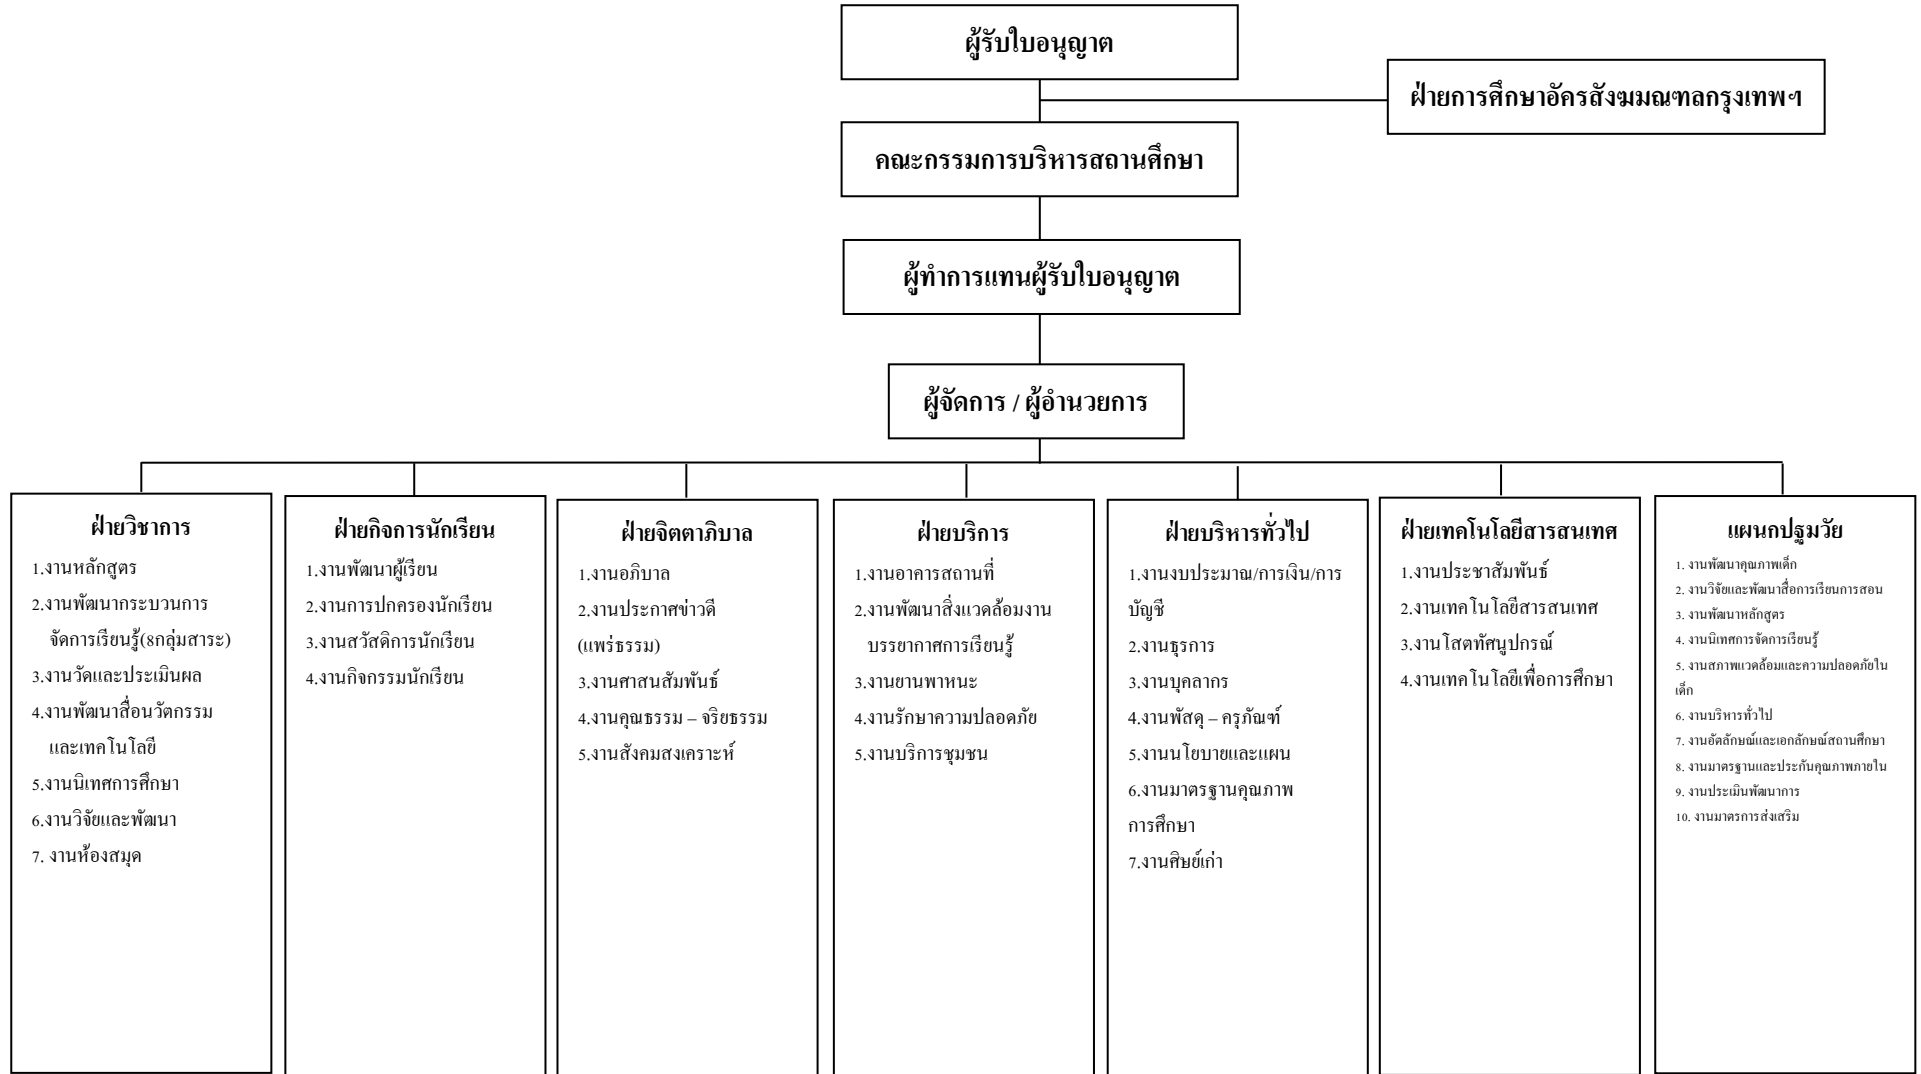 ผู้รับใบอนุญาต
ฝ่ายการศึกษาอัครสังฆมณฑลกรุงเทพฯ
คณะกรรมการบริหารสถานศึกษา
ผู้ทำการแทนผู้รับใบอนุญาต
ผู้จัดการ / ผู้อำนวยการ
ฝ่ายวิชาการ
1.งานหลักสูตร
2.งานพัฒนากระบวนการ
จัดการเรียนรู้(8กลุ่มสาระ)
3.งานวัดและประเมินผล
4.งานพัฒนาสื่อนวัตกรรม
และเทคโนโลยี
5.งานนิเทศการศึกษา
6.งานวิจัยและพัฒนา
7. งานห้องสมุด
ฝ่ายกิจการนักเรียน
1.งานพัฒนาผู้เรียน
2.งานการปกครองนักเรียน
3.งานสวัสดิการนักเรียน
4.งานกิจกรรมนักเรียน
ฝ่ายจิตตาภิบาล
1.งานอภิบาล
2.งานประกาศข่าวดี
(แพร่ธรรม)
3.งานศาสนสัมพันธ์
4.งานคุณธรรม – จริยธรรม
5.งานสังคมสงเคราะห์
ฝ่ายบริการ
1.งานอาคารสถานที่
2.งานพัฒนาสิ่งแวดล้อมงาน
บรรยากาศการเรียนรู้
3.งานยานพาหนะ
4.งานรักษาความปลอดภัย
5.งานบริการชุมชน
ฝ่ายบริหารทั่วไป
1.งานงบประมาณ/การเงิน/การ
บัญชี
2.งานธุรการ
3.งานบุคลากร
4.งานพัสดุ – ครุภัณฑ์
5.งานนโยบายและแผน
6.งานมาตรฐานคุณภาพ
การศึกษา
7.งานศิษย์เก่า
ฝ่ายเทคโนโลยีสารสนเทศ
1.งานประชาสัมพันธ์
2.งานเทคโนโลยีสารสนเทศ
3.งานโสตทัศนูปกรณ์
4.งานเทคโนโลยีเพื่อการศึกษา
แผนกปฐมวัย
1. งานพัฒนาคุณภาพเด็ก
2. งานวิจัยและพัฒนาสื่อการเรียนการสอน
3. งานพัฒนาหลักสูตร
4. งานนิเทศการจัดการเรียนรู้
5. งานสภาพแวดล้อมและความปลอดภัยใน
เด็ก
6. งานบริหารทั่วไป
7. งานอัตลักษณ์และเอกลักษณ์สถานศึกษา
8. งานมาตรฐานและประกันคุณภาพภายใน
9. งานประเมินพัฒนาการ
10. งานมาตรการส่งเสริม